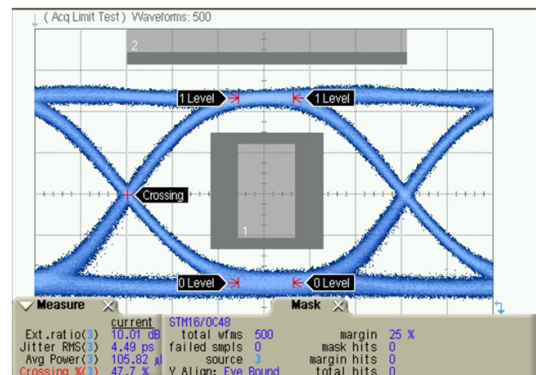 ( Acq Limit Test ) Waveforms: 500
2
1 Level
1 Level
Crossing
1
0 Level
0 Level
Measure
current
Ext.ratio(3) 10.01 dB
Jitter RMS(3) 4.49 ps
Avg Power(3) 105.82
Crossing %(3) 47.7 %
Mask
STM16/OC48
total wfms 500 margin 25 %
failed smpls 0 mask hits 0
source 3 margin hits 0
Y Align: Eye Bound total hits 0